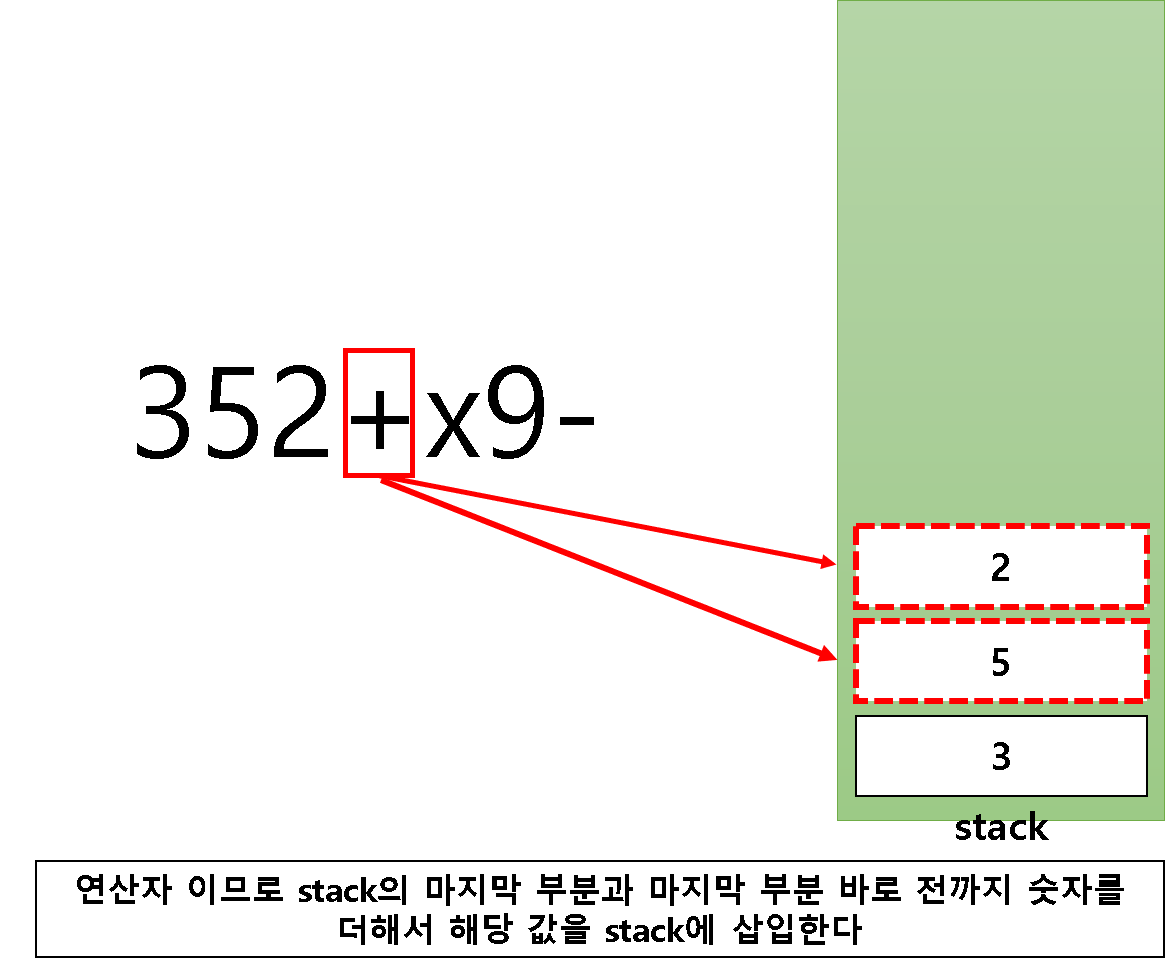 352+x9-
2
5
3
stack
연산자 이므로 stack의 마지막 부분과 마지막 부분 바로 전까지 숫자를
더해서 해당 값을 stack에 삽입한다